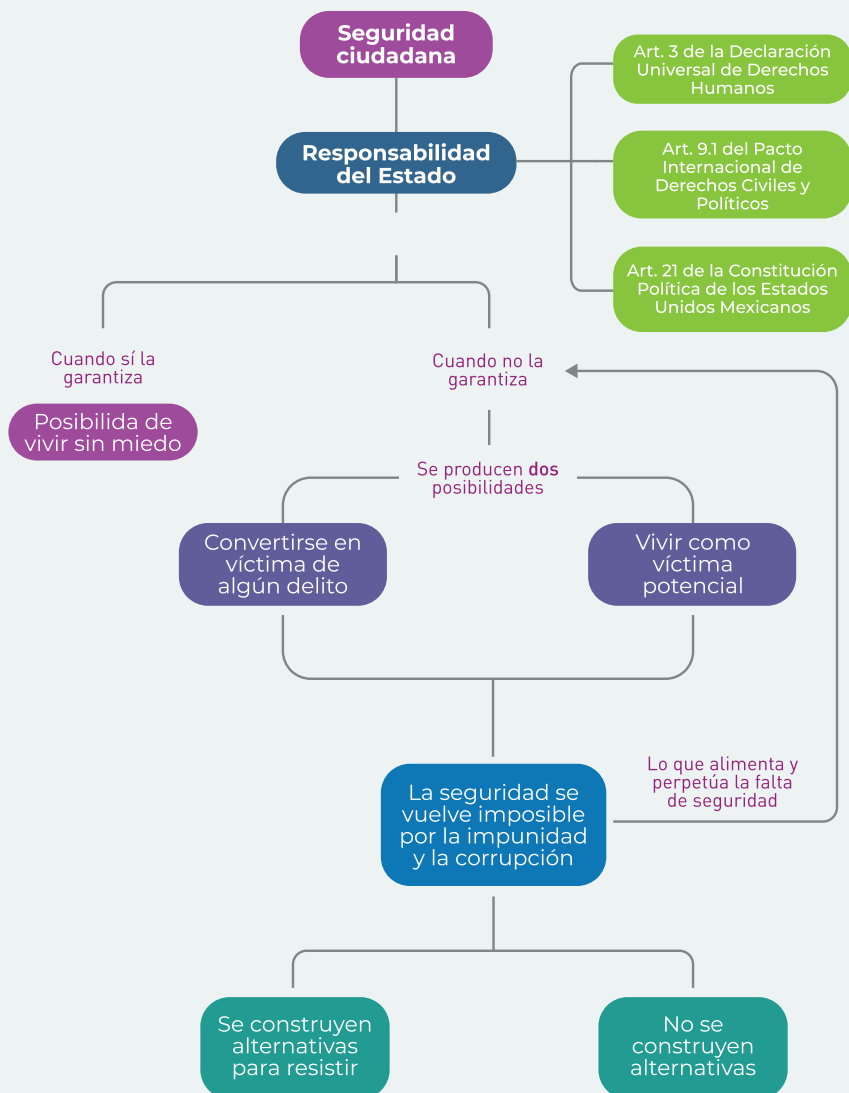 Seguridad
ciudadana
Art. 3 de la Declaración
Universal de Derechos
Humanos
Responsabilidad
del Estado
Art. 9.1 del Pacto
Internacional de
Derechos Civiles y
Políticos
Art. 21 de la Constitución
Política de los Estados
Unidos Mexicanos
Cuando sí la
garantiza
Posibilida de
vivir sin miedo
Cuando no la
garantiza
Se producen dos
posibilidades
Convertirse en
víctima de
algún delito
Vivir como
víctima
potencial
Lo que alimenta y
perpetúa la falta
de seguridad
La seguridad se
vuelve imposible
por la impunidad
y la corrupción
Se construyen
alternativas
para resistir
No se
construyen
alternativas